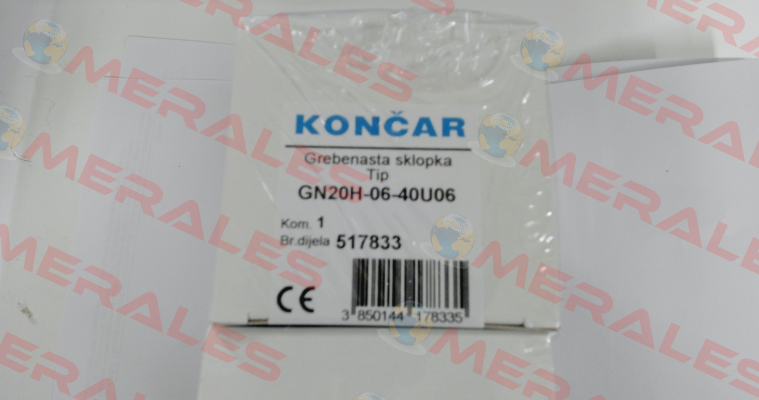 KONČAR
Grebenasta sklopka
Tip
GN20H-06-40U06
Kom. 1
Br.dijela 517833
CE
3 850144 178335
MERALES
MERALES
MERALES
MERALES
MERALES
MERALES